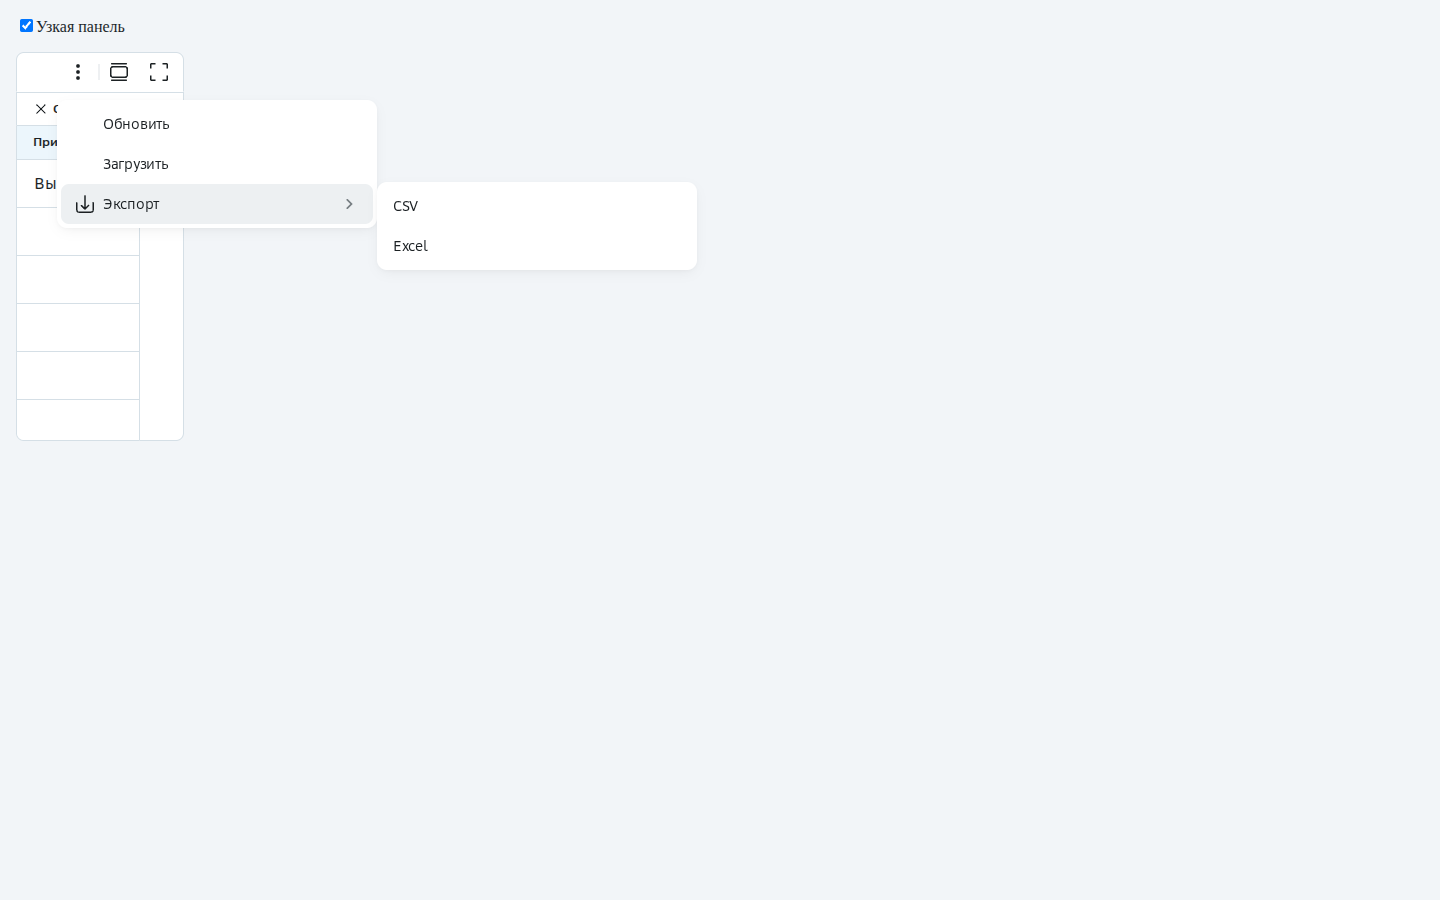 Узкая панель
Обновить
Загрузить
Экспорт
CSV
Excel